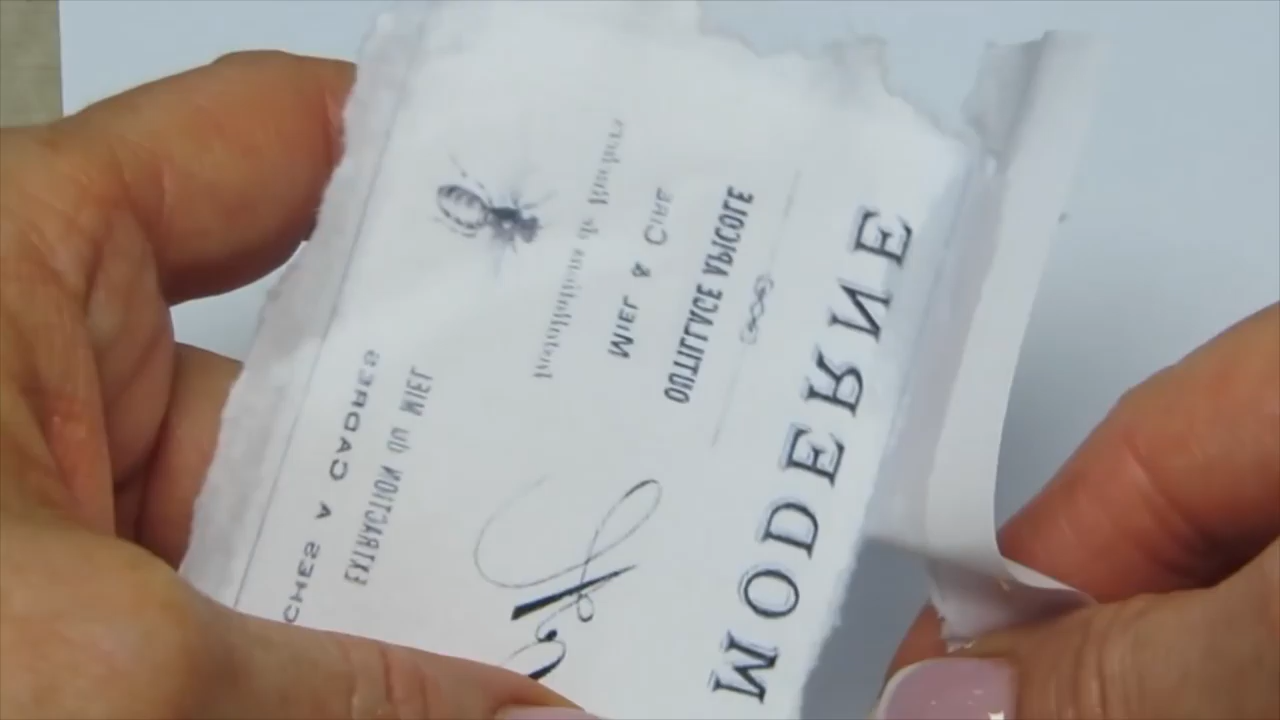 MODERNE
OUTILLAGE APICOLE
MIEL & CIRE
EXTRACTION DU MIEL
CHES A CADRES